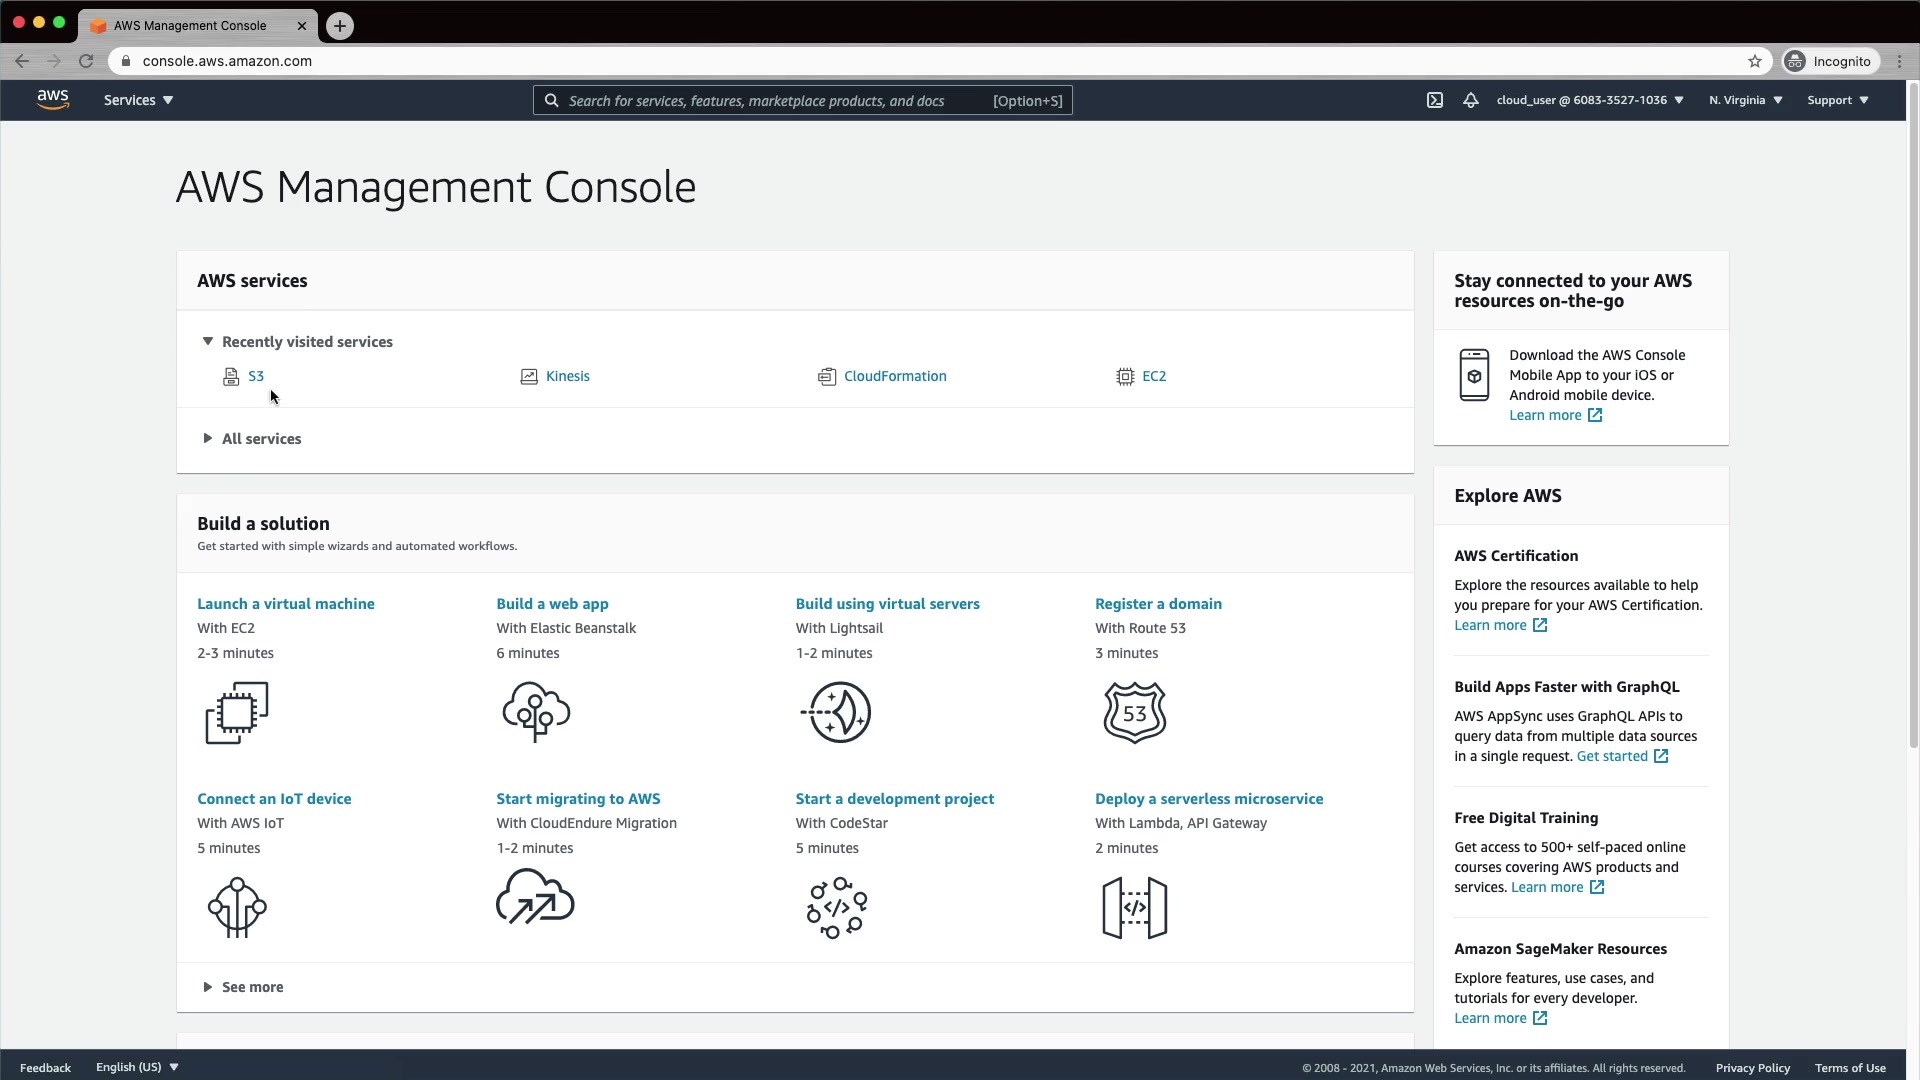 AWS Management Console
console.aws.amazon.com
Incognito
aws
Services
Search for services, features, marketplace products, and docs [Option+S]
cloud_user @ 6083-3527-1036
N. Virginia
Support
AWS Management Console
AWS services
Recently visited services
S3
Kinesis
CloudFormation
EC2
All services
Build a solution
Get started with simple wizards and automated workflows.
Launch a virtual machine
With EC2
2-3 minutes
Build a web app
With Elastic Beanstalk
6 minutes
Build using virtual servers
With Lightsail
1-2 minutes
Register a domain
With Route 53
3 minutes
53
Connect an IoT device
With AWS IoT
5 minutes
Start migrating to AWS
With CloudEndure Migration
1-2 minutes
Start a development project
With CodeStar
5 minutes
</>
Deploy a serverless microservice
With Lambda, API Gateway
2 minutes
</>
See more
Stay connected to your AWS
resources on-the-go
Download the AWS Console
Mobile App to your iOS or
Android mobile device.
Learn more
Explore AWS
AWS Certification
Explore the resources available to help
you prepare for your AWS Certification.
Learn more
Build Apps Faster with GraphQL
AWS AppSync uses GraphQL APIs to
query data from multiple data sources
in a single request. Get started
Free Digital Training
Get access to 500+ self-paced online
courses covering AWS products and
services. Learn more
Amazon SageMaker Resources
Explore features, use cases, and
tutorials for every developer.
Learn more
Feedback
English (US)
© 2008 - 2021, Amazon Web Services, Inc. or its affiliates. All rights reserved.
Privacy Policy
Terms of Use